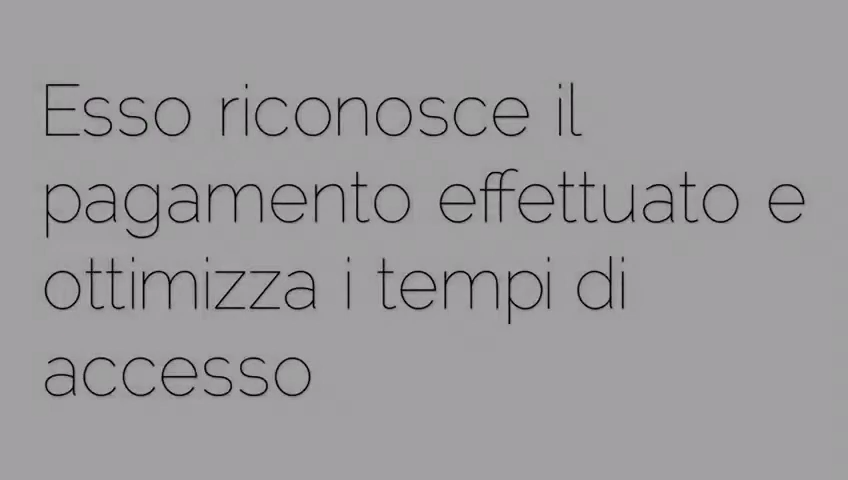 Esso riconosce il
pagamento effettuato e
ottimizza i tempi di
accesso